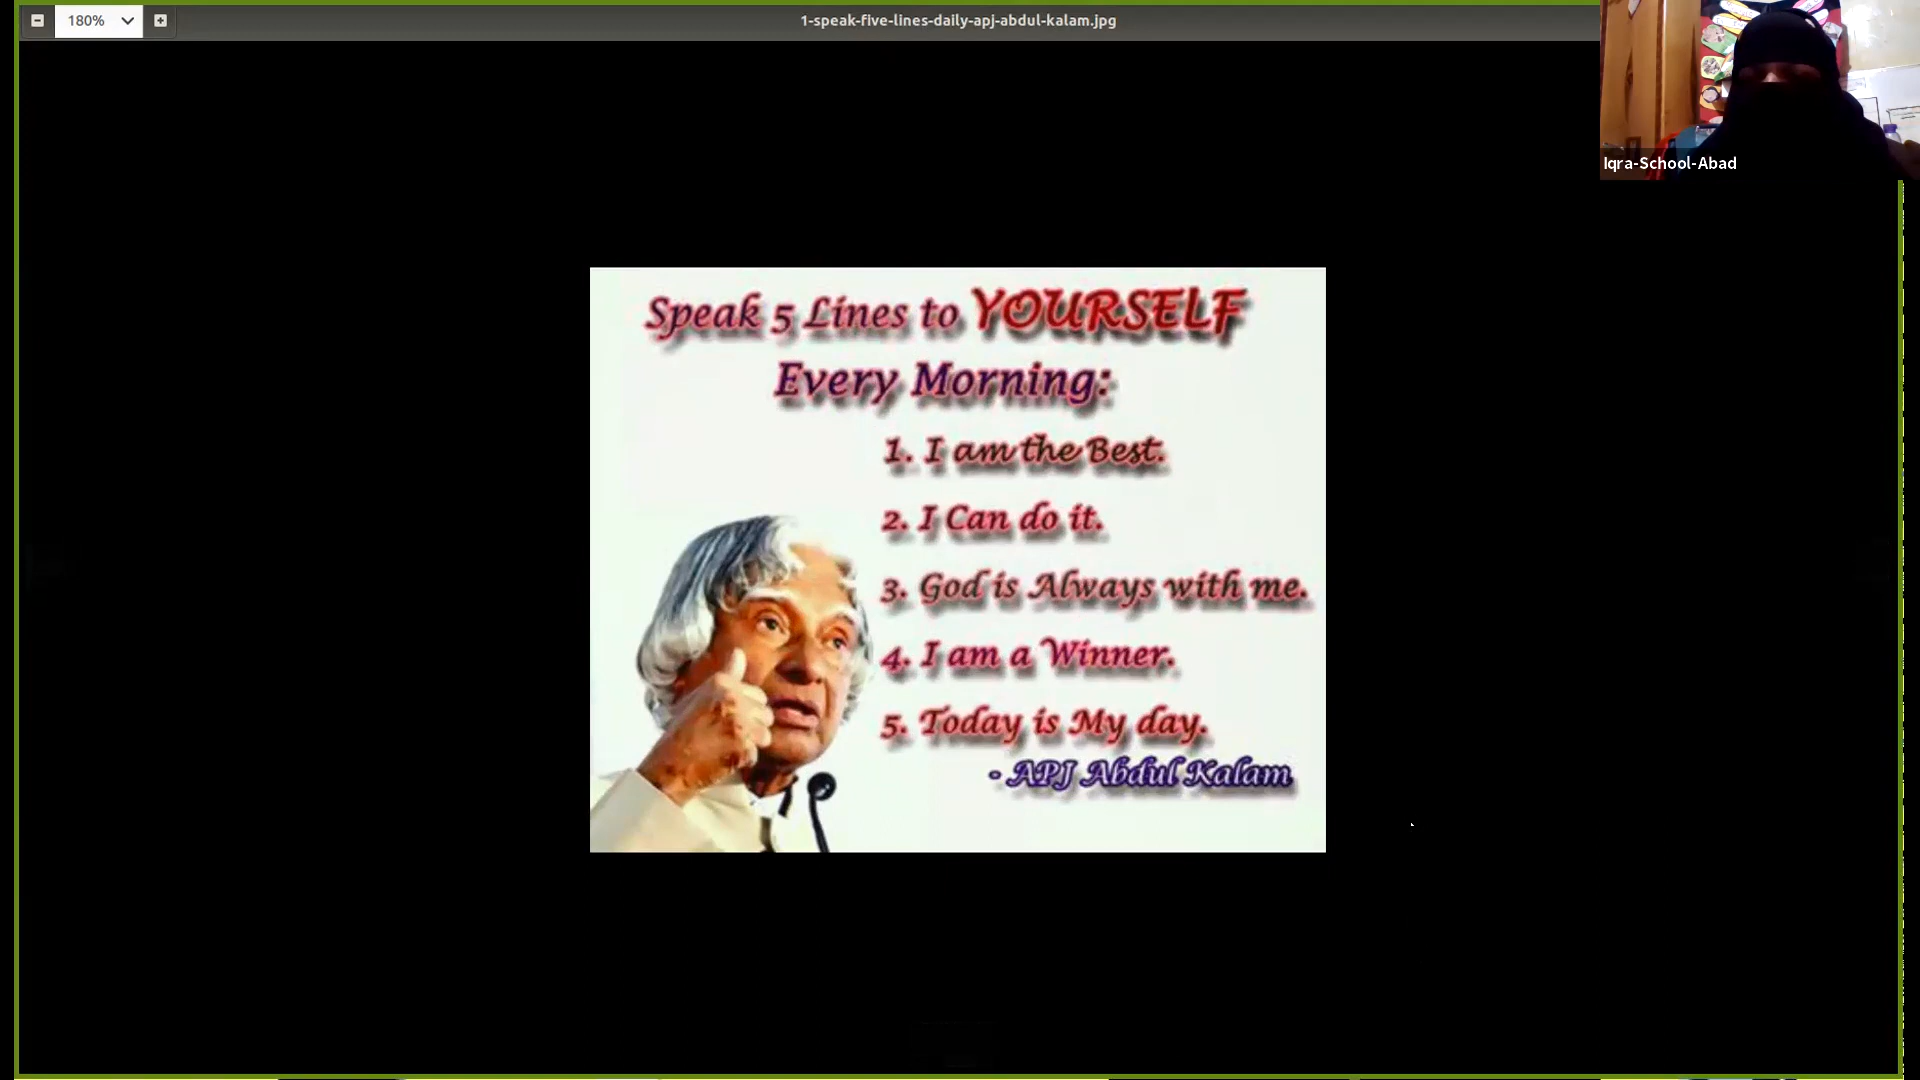 180%
1-speak-five-lines-daily-apj-abdul-kalam.jpg
Iqra-School-Abad
Speak 5 Lines to YOURSELF
Every Morning:
1. I am the Best.
2. I Can do it.
3. God is Always with me.
4. I am a Winner.
5. Today is My day.
- APJ Abdul Kalam